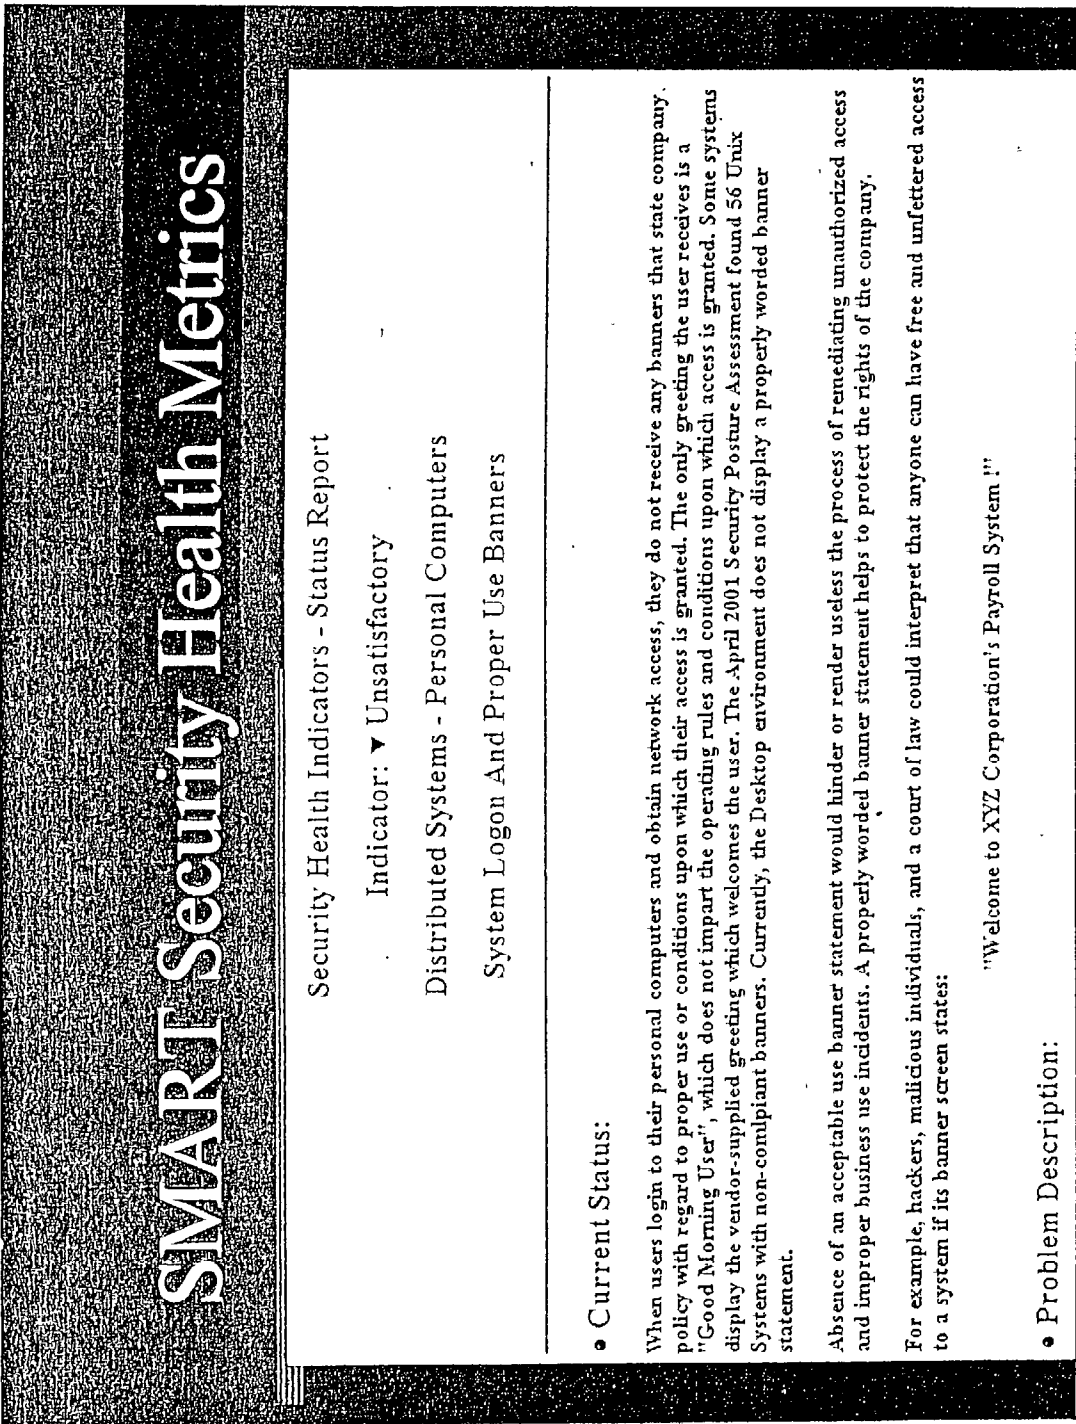 SMART Security Health Metrics
Security Health Indicators - Status Report
Indicator: ▼ Unsatisfactory
Distributed Systems - Personal Computers
System Logon And Proper Use Banners
• Current Status:
When users login to their personal computers and obtain network access, they do not receive any banners that state company.
policy with regard to proper use or conditions upon which their access is granted. The only greeting the user receives is a
"Good Morning User", which does not impart the operating rules and conditions upon which access is granted. Some systems
display the vendor-supplied greeting which welcomes the user. The April 2001 Security Posture Assessment found 56 Unix
Systems with non-comlpiant banners. Currently, the Desktop environment does not display a properly worded banner
statement.
Absence of an acceptable use banner statement would hinder or render useless the process of remediating unauthorized access
and improper business use incidents. A properly worded banner statement helps to protect the rights of the company.
For example, hackers, malicious individuals, and a court of law could interpret that anyone can have free and unfettered access
to a system if its banner screen states:
"Welcome to XYZ Corporation's Payroll System !"
• Problem Description: